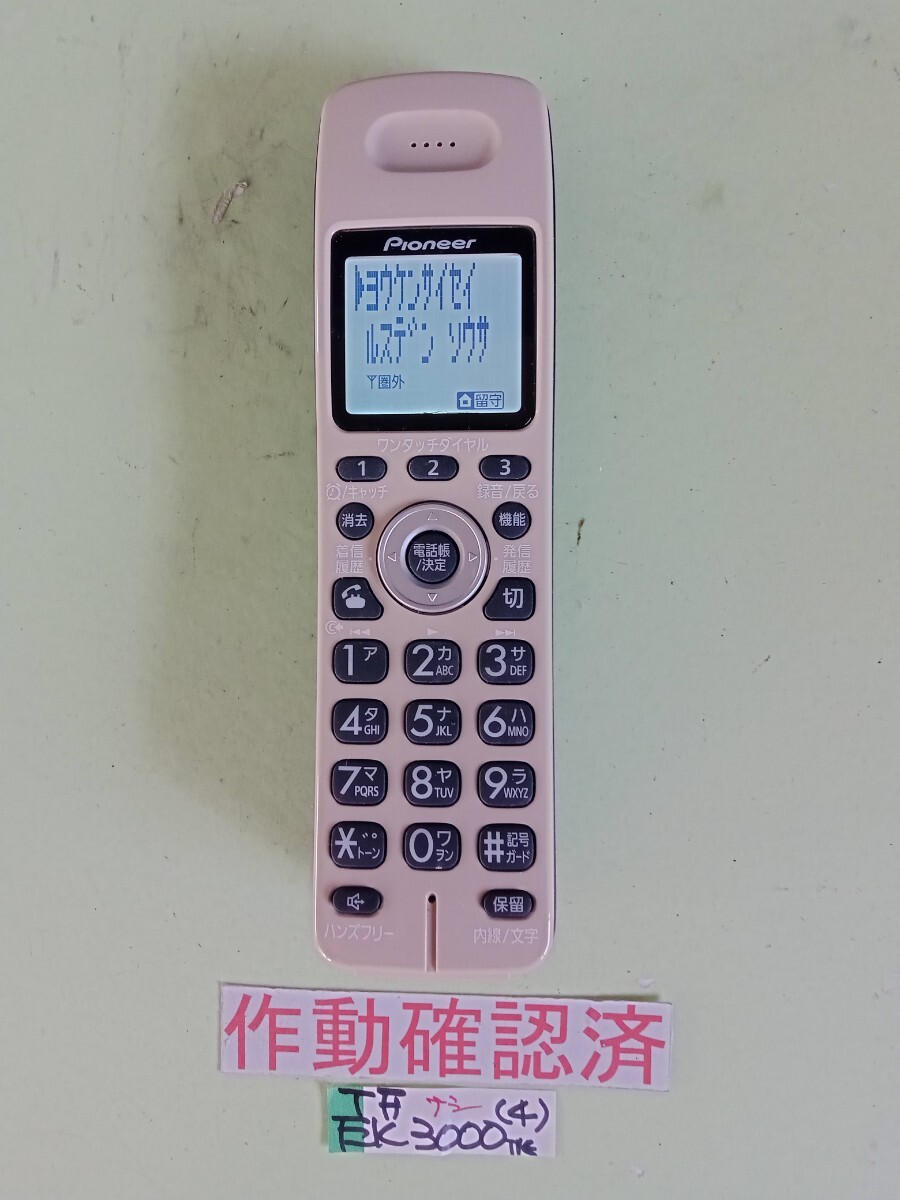 Pioneer
ヨウケンサイセイ
ルスデン ソウサ
圏外
留守
ワンタッチダイヤル
1 2 3
/キャッチ 録音/戻る
消去 機能
着信履歴 電話帳/決定 発信履歴
切
1 ア 2 カ ABC 3 サ DEF
4 タ GHI 5 ナ JKL 6 ハ MNO
7 マ PQRS 8 ヤ TUV 9 ラ WXYZ
* ゛゜ トーン 0 ワ ヲン # 記号 ガード
保留
ハンズフリー 内線/文字
作動確認済
(4)
EK3000